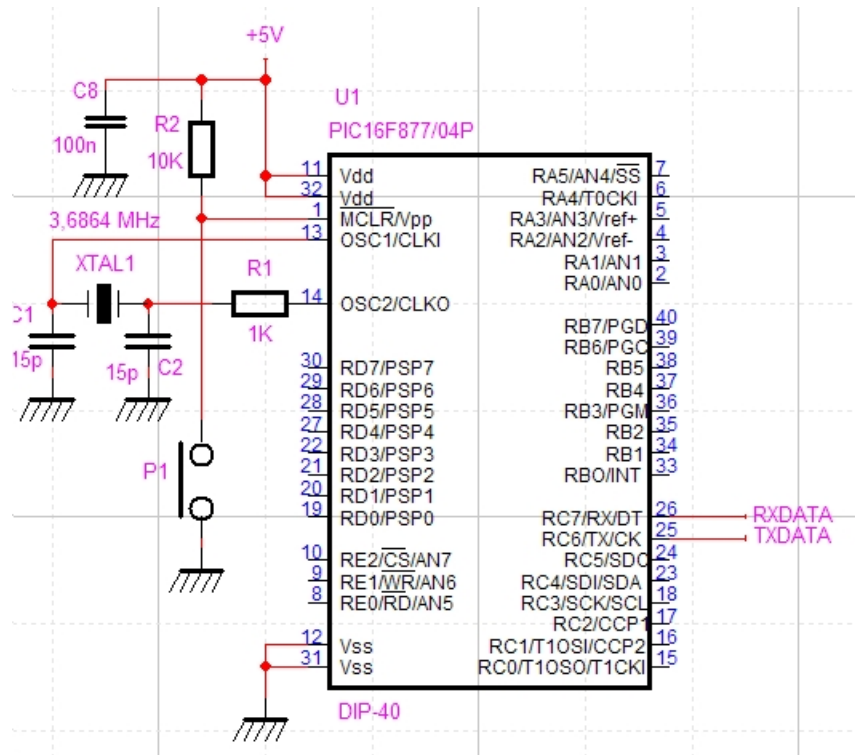 +5V
C8
100n
R2
10K
U1
PIC16F877/04P
3,6864 MHz
XTAL1
R1
1K
C1
15p
15p
C2
P1
11 Vdd
32 Vdd
1 MCLR/Vpp
13 OSC1/CLKI
14 OSC2/CLKO
30 RD7/PSP7
29 RD6/PSP6
28 RD5/PSP5
27 RD4/PSP4
22 RD3/PSP3
21 RD2/PSP2
20 RD1/PSP1
19 RD0/PSP0
10 RE2/CS/AN7
9 RE1/WR/AN6
8 RE0/RD/AN5
12 Vss
31 Vss
RA5/AN4/SS 7
RA4/T0CKI 6
RA3/AN3/Vref+ 5
RA2/AN2/Vref- 4
RA1/AN1 3
RA0/AN0 2
RB7/PGD 40
RB6/PGC 39
RB5 38
RB4 37
RB3/PGM 36
RB2 35
RB1 34
RBO/INT 33
RC7/RX/DT 26 RXDATA
RC6/TX/CK 25 TXDATA
RC5/SDO 24
RC4/SDI/SDA 23
RC3/SCK/SCL 18
RC2/CCP1 17
RC1/T1OSI/CCP2 16
RC0/T1OSO/T1CKI 15
DIP-40